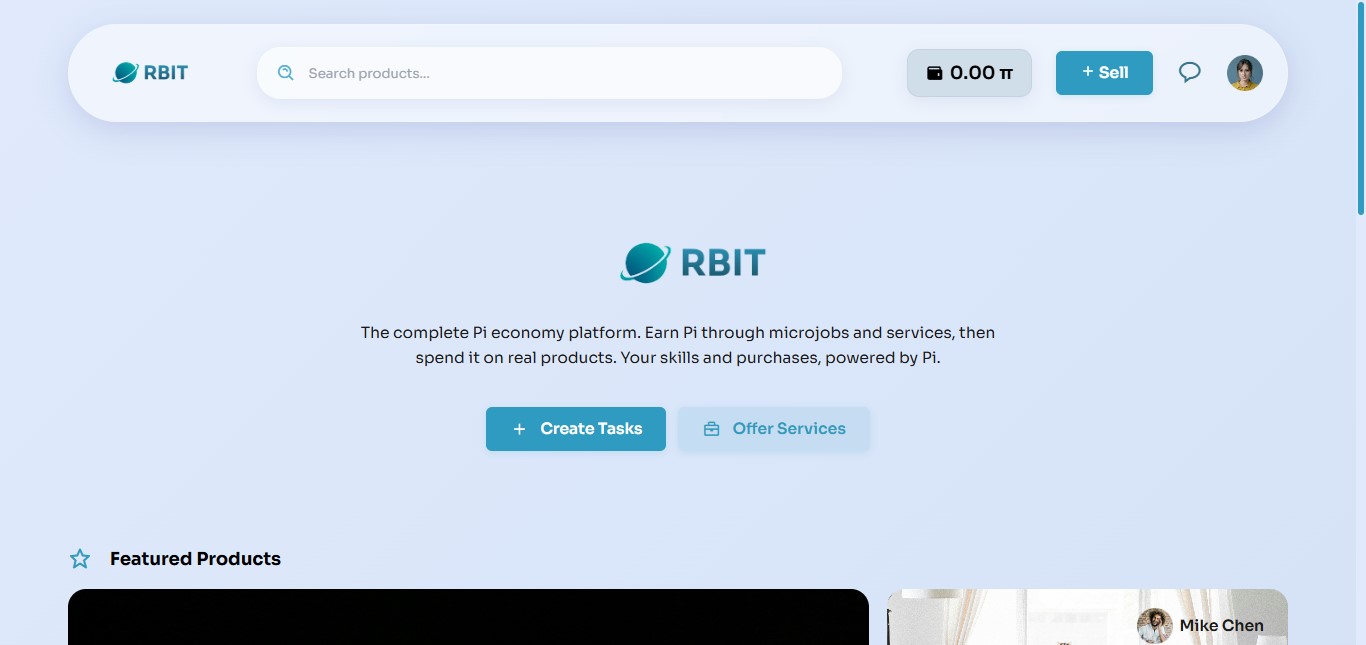 RBIT
Search products...
0.00 π
+ Sell
RBIT
The complete Pi economy platform. Earn Pi through microjobs and services, then
spend it on real products. Your skills and purchases, powered by Pi.
+ Create Tasks
Offer Services
Featured Products
Mike Chen